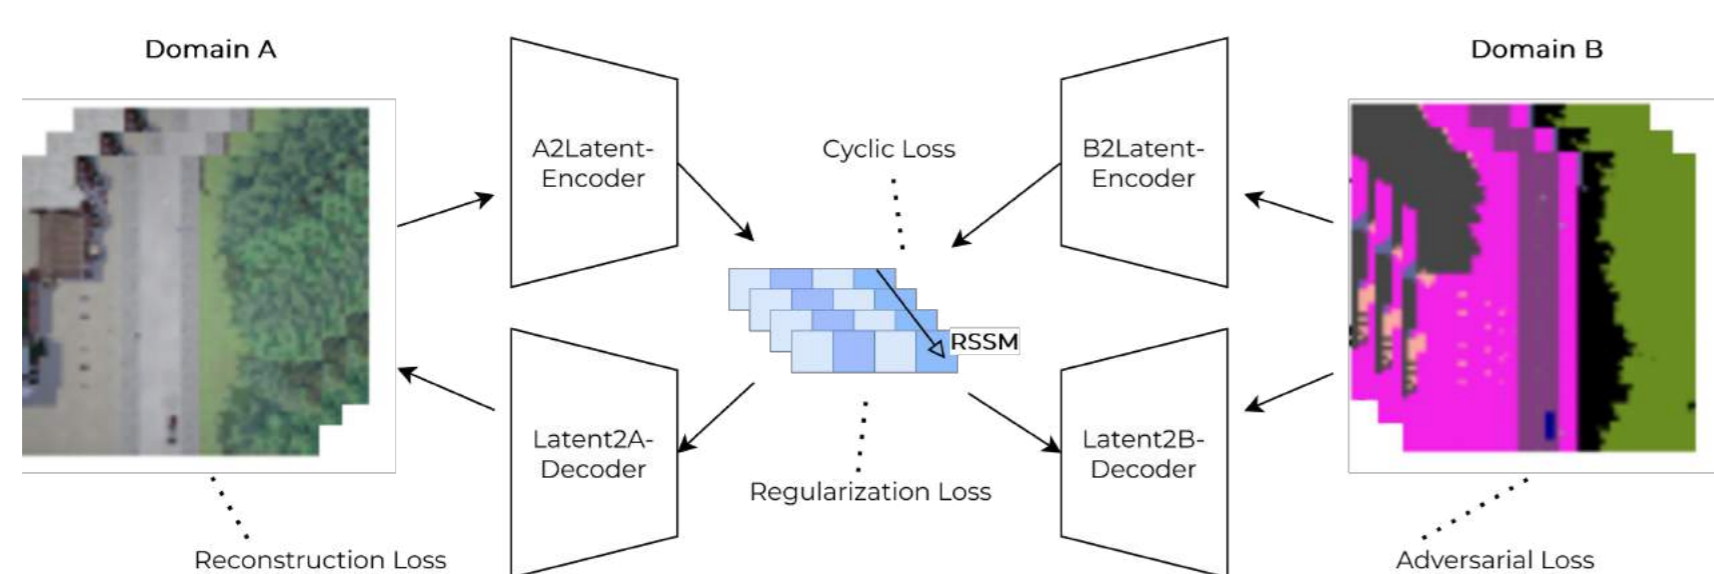 Domain A
Domain B
A2Latent-
Encoder
Cyclic Loss
B2Latent-
Encoder
RSSM
Latent2A-
Decoder
Latent2B-
Decoder
Regularization Loss
Reconstruction Loss
Adversarial Loss